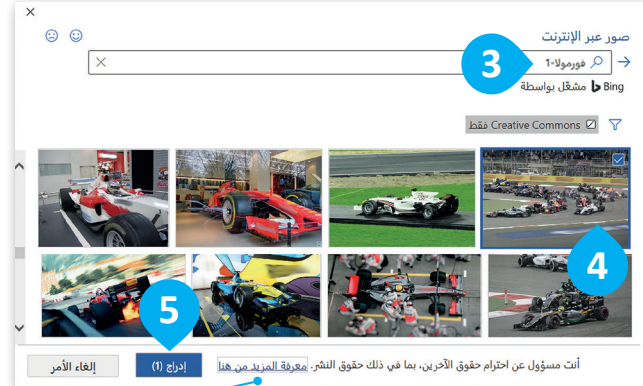 صور عبر الإنترنت
فورمولا-1
3
مشغّل بواسطة Bing
Creative Commons فقط
4
5
أنت مسؤول عن احترام حقوق الآخرين، بما في ذلك حقوق النشر. معرفة المزيد من هنا
إدراج (1)
إلغاء الأمر